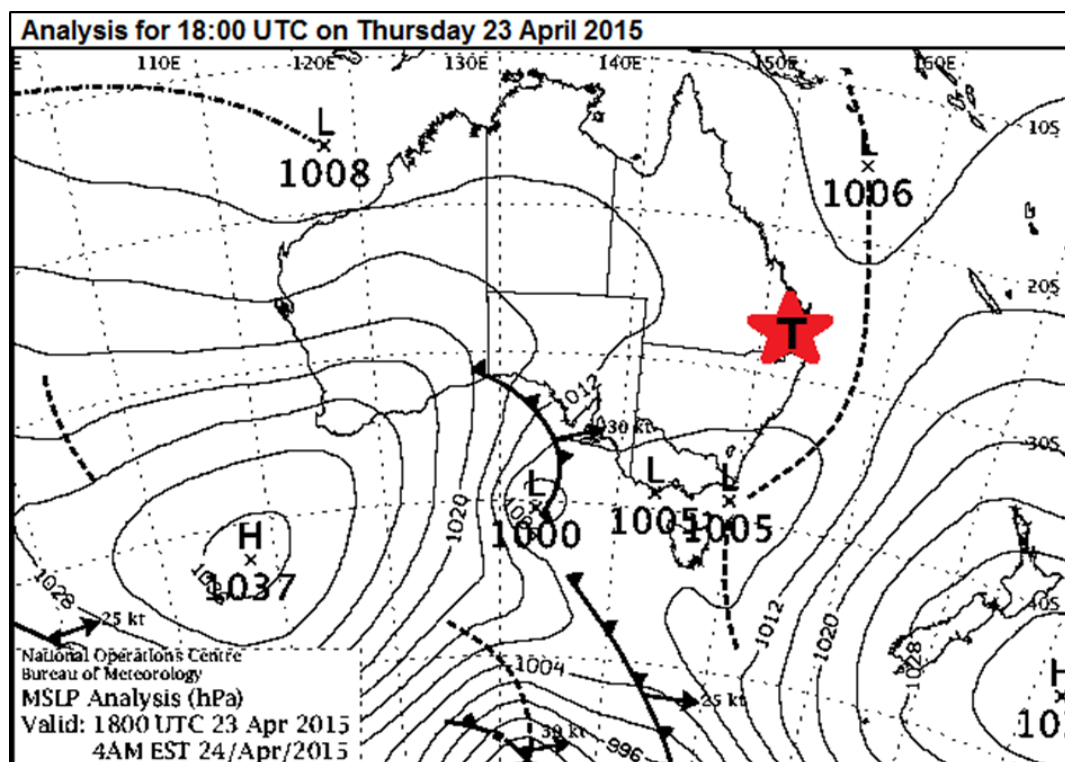 Analysis for 18:00 UTC on Thursday 23 April 2015
E 110E 120E 130E 140E 150E 160E
10S
L
1008
L
1006
20S
T
1012
30 kt
30S
L L L
1020
1000 1005 1005
H
1037
1028
40S
25 kt
1012
1020
1028
1004
H
25 kt
30 kt
996
National Operations Centre
Bureau of Meteorology
MSLP Analysis (hPa)
Valid: 1800 UTC 23 Apr 2015
4AM EST 24/Apr/2015